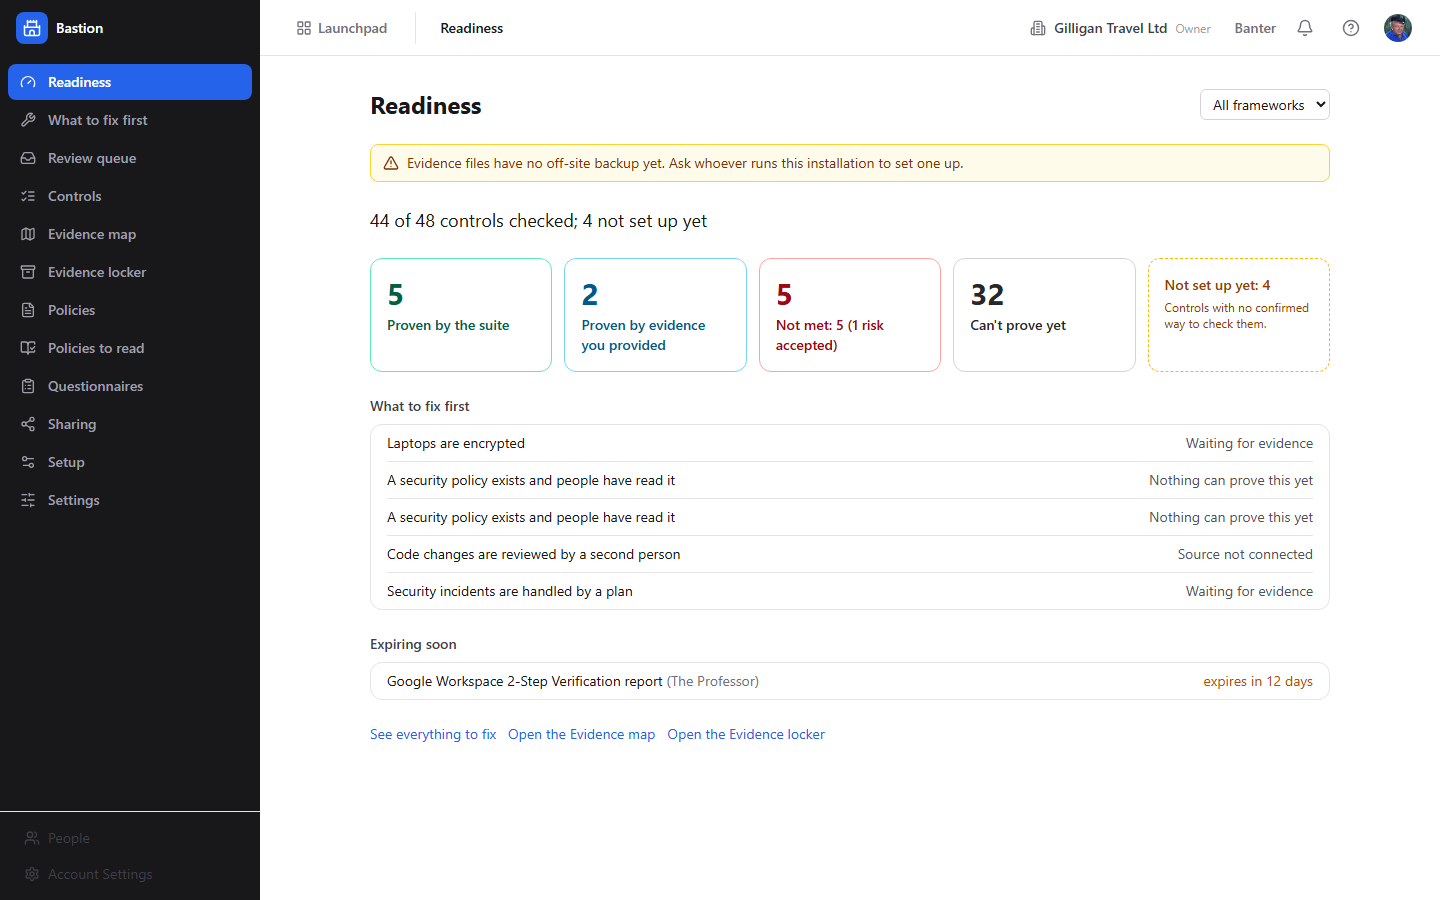 Bastion
Launchpad
Readiness
Gilligan Travel Ltd Owner
Banter
Readiness
What to fix first
Review queue
Controls
Evidence map
Evidence locker
Policies
Policies to read
Questionnaires
Sharing
Setup
Settings
People
Account Settings
Readiness
All frameworks
Evidence files have no off-site backup yet. Ask whoever runs this installation to set one up.
44 of 48 controls checked; 4 not set up yet
5
Proven by the suite
2
Proven by evidence
you provided
5
Not met: 5 (1 risk
accepted)
32
Can't prove yet
Not set up yet: 4
Controls with no confirmed
way to check them.
What to fix first
Laptops are encrypted Waiting for evidence
A security policy exists and people have read it Nothing can prove this yet
A security policy exists and people have read it Nothing can prove this yet
Code changes are reviewed by a second person Source not connected
Security incidents are handled by a plan Waiting for evidence
Expiring soon
Google Workspace 2-Step Verification report (The Professor) expires in 12 days
See everything to fix Open the Evidence map Open the Evidence locker